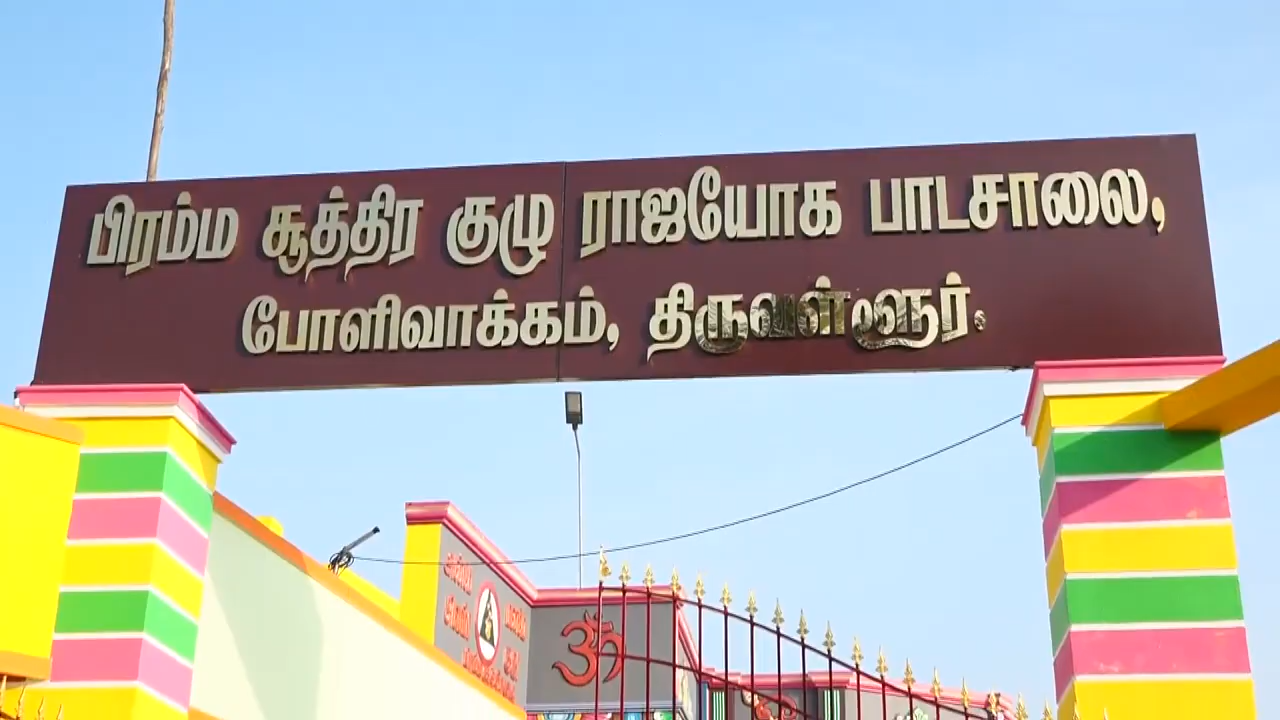 பிரம்ம சூத்திர குழு ராஜயோக பாடசாலை,
போளிவாக்கம், திருவள்ளூர்.
ௐ